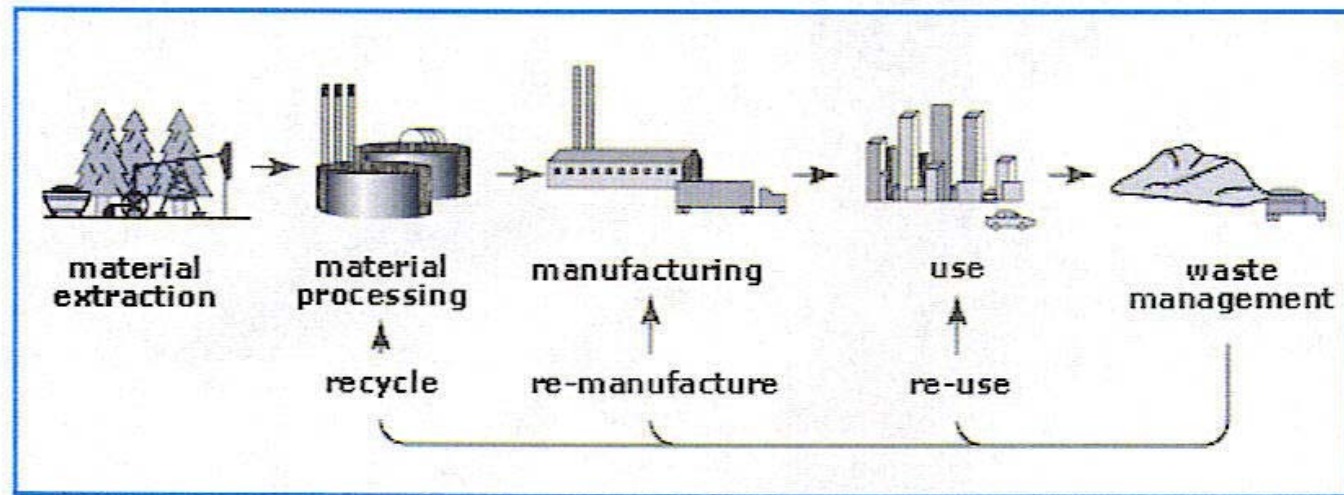 material
extraction
material
processing
manufacturing
use
waste
management
recycle
re-manufacture
re-use